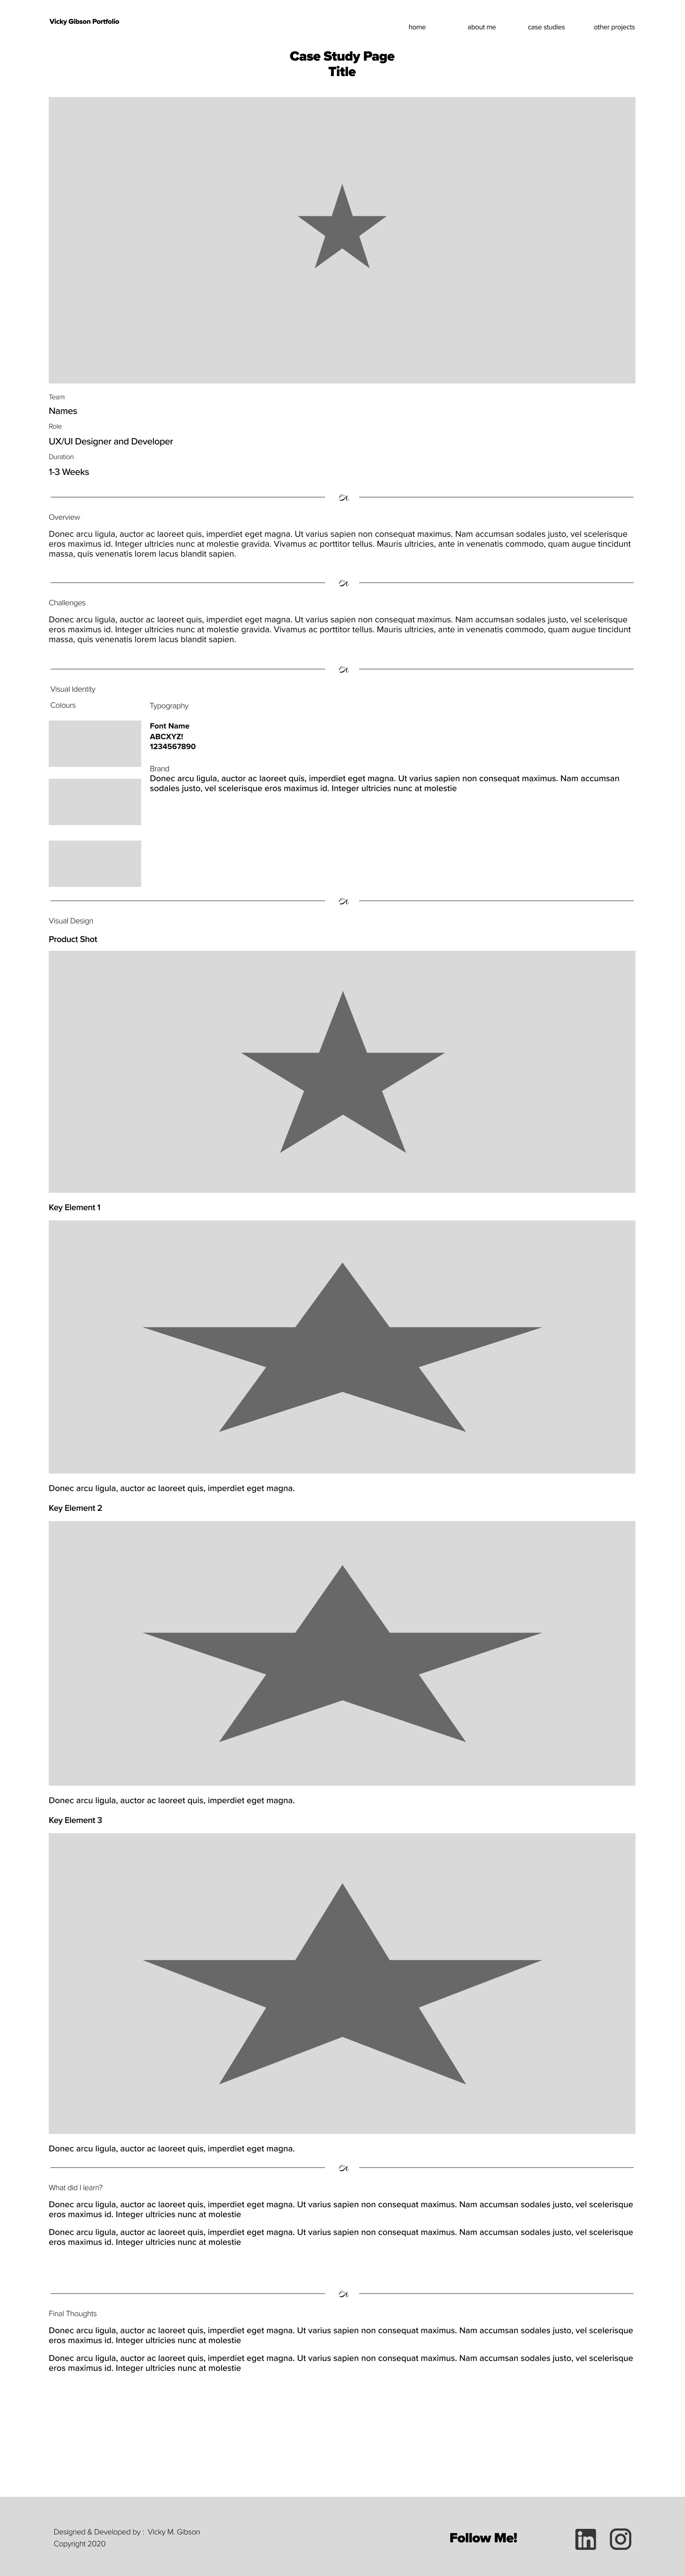 Vicky Gibson Portfolio
home about me case studies other projects
Case Study Page
Title
Team
Names
Role
UX/UI Designer and Developer
Duration
1-3 Weeks
Overview
Donec arcu ligula, auctor ac laoreet quis, imperdiet eget magna. Ut varius sapien non consequat maximus. Nam accumsan sodales justo, vel scelerisque
eros maximus id. Integer ultricies nunc at molestie gravida. Vivamus ac porttitor tellus. Mauris ultricies, ante in venenatis commodo, quam augue tincidunt
massa, quis venenatis lorem lacus blandit sapien.
Challenges
Donec arcu ligula, auctor ac laoreet quis, imperdiet eget magna. Ut varius sapien non consequat maximus. Nam accumsan sodales justo, vel scelerisque
eros maximus id. Integer ultricies nunc at molestie gravida. Vivamus ac porttitor tellus. Mauris ultricies, ante in venenatis commodo, quam augue tincidunt
massa, quis venenatis lorem lacus blandit sapien.
Visual Identity
Colours
Typography
Font Name
ABCXYZ!
1234567890
Brand
Donec arcu ligula, auctor ac laoreet quis, imperdiet eget magna. Ut varius sapien non consequat maximus. Nam accumsan
sodales justo, vel scelerisque eros maximus id. Integer ultricies nunc at molestie
Visual Design
Product Shot
Key Element 1
Donec arcu ligula, auctor ac laoreet quis, imperdiet eget magna.
Key Element 2
Donec arcu ligula, auctor ac laoreet quis, imperdiet eget magna.
Key Element 3
Donec arcu ligula, auctor ac laoreet quis, imperdiet eget magna.
What did I learn?
Donec arcu ligula, auctor ac laoreet quis, imperdiet eget magna. Ut varius sapien non consequat maximus. Nam accumsan sodales justo, vel scelerisque
eros maximus id. Integer ultricies nunc at molestie
Donec arcu ligula, auctor ac laoreet quis, imperdiet eget magna. Ut varius sapien non consequat maximus. Nam accumsan sodales justo, vel scelerisque
eros maximus id. Integer ultricies nunc at molestie
Final Thoughts
Donec arcu ligula, auctor ac laoreet quis, imperdiet eget magna. Ut varius sapien non consequat maximus. Nam accumsan sodales justo, vel scelerisque
eros maximus id. Integer ultricies nunc at molestie
Donec arcu ligula, auctor ac laoreet quis, imperdiet eget magna. Ut varius sapien non consequat maximus. Nam accumsan sodales justo, vel scelerisque
eros maximus id. Integer ultricies nunc at molestie
Designed & Developed by : Vicky M. Gibson
Copyright 2020
Follow Me!
in